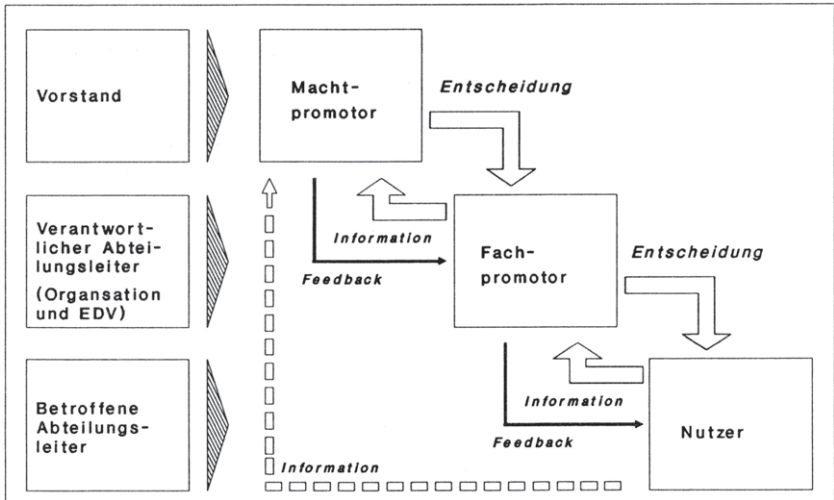 Vorstand
Macht-
promotor
Entscheidung
Verantwort-
licher Abtei-
lungsleiter
(Organsation
und EDV)
Information
Feedback
Fach-
promotor
Entscheidung
Betroffene
Abteilungs-
leiter
Information
Feedback
Nutzer
Information